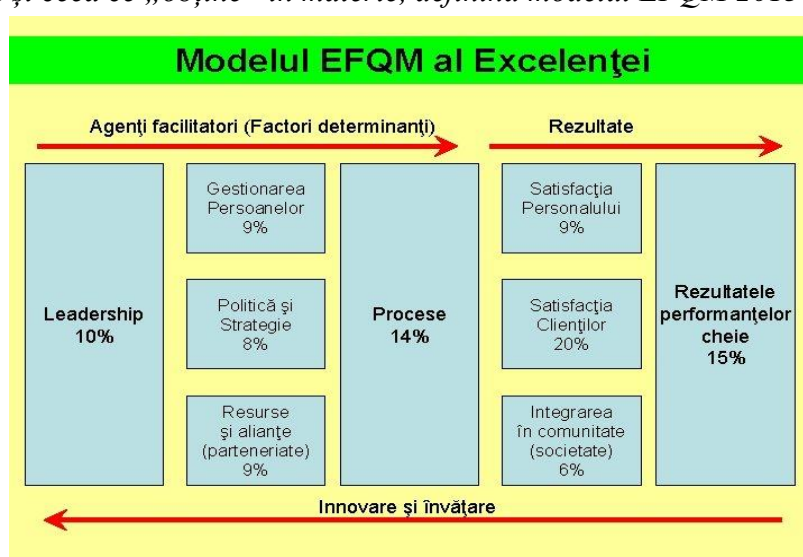 Modelul EFQM al Excelenţei
Agenţi facilitatori (Factori determinanţi)
Rezultate
Leadership
10%
Gestionarea
Persoanelor
9%
Politică şi
Strategie
8%
Resurse
şi alianţe
(parteneriate)
9%
Procese
14%
Satisfacţia
Personalului
9%
Satisfacţia
Clienţilor
20%
Integrarea
în comunitate
(societate)
6%
Rezultatele
performanţelor
cheie
15%
Innovare şi învăţare